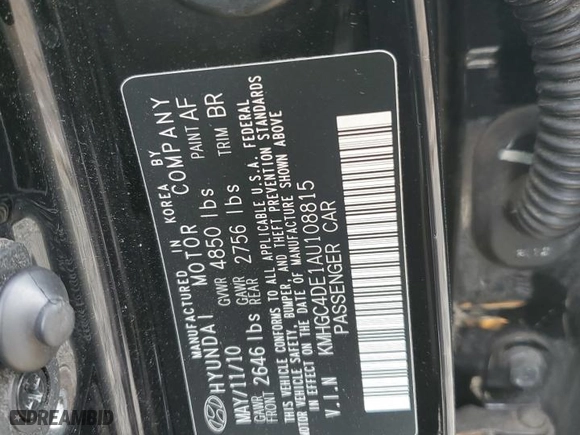 MANUFACTURED IN KOREA BY
HYUNDAI MOTOR COMPANY
MAY/11/10 GVWR 4850 lbs PAINT AF
GAWR FRONT 2646 lbs GAWR REAR 2756 lbs TRIM BR
THIS VEHICLE CONFORMS TO ALL APPLICABLE U.S.A. FEDERAL
MOTOR VEHICLE SAFETY, BUMPER, AND THEFT PREVENTION STANDARDS
IN EFFECT ON THE DATE OF MANUFACTURE SHOWN ABOVE
V.I.N KMHGC4DE1AU108815
PASSENGER CAR
DREAMBID